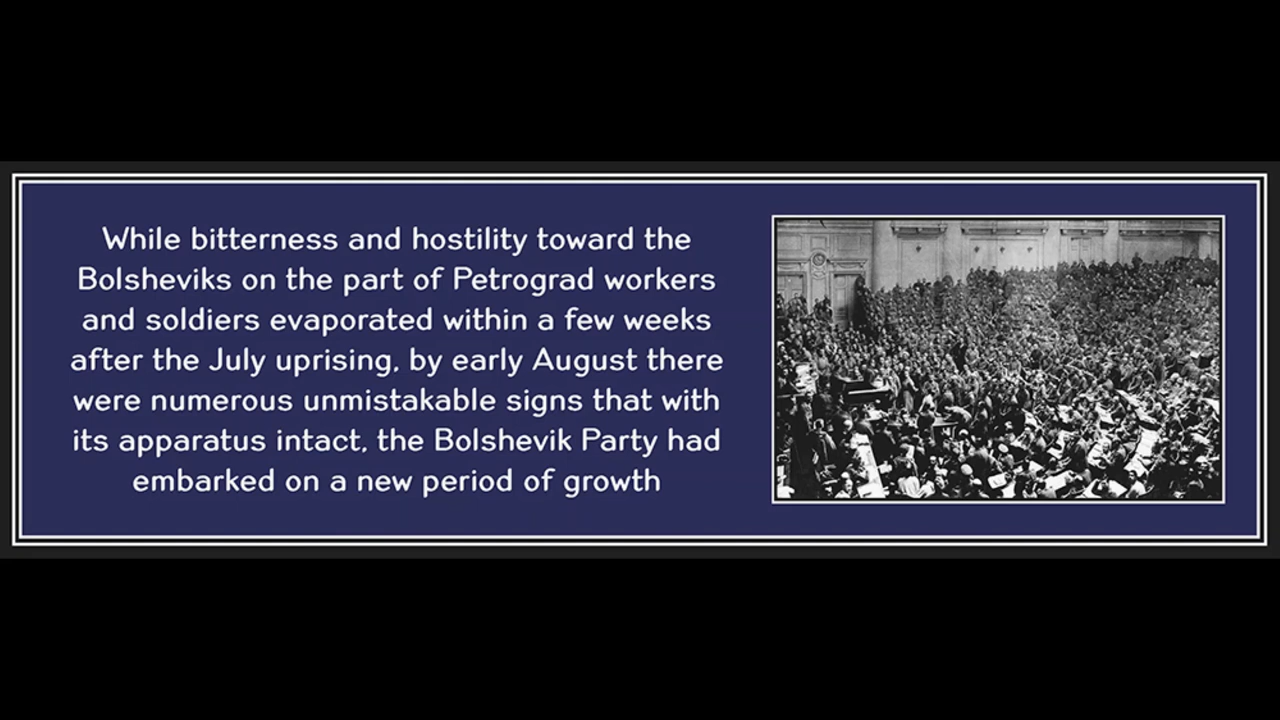 While bitterness and hostility toward the
Bolsheviks on the part of Petrograd workers
and soldiers evaporated within a few weeks
after the July uprising, by early August there
were numerous unmistakable signs that with
its apparatus intact, the Bolshevik Party had
embarked on a new period of growth